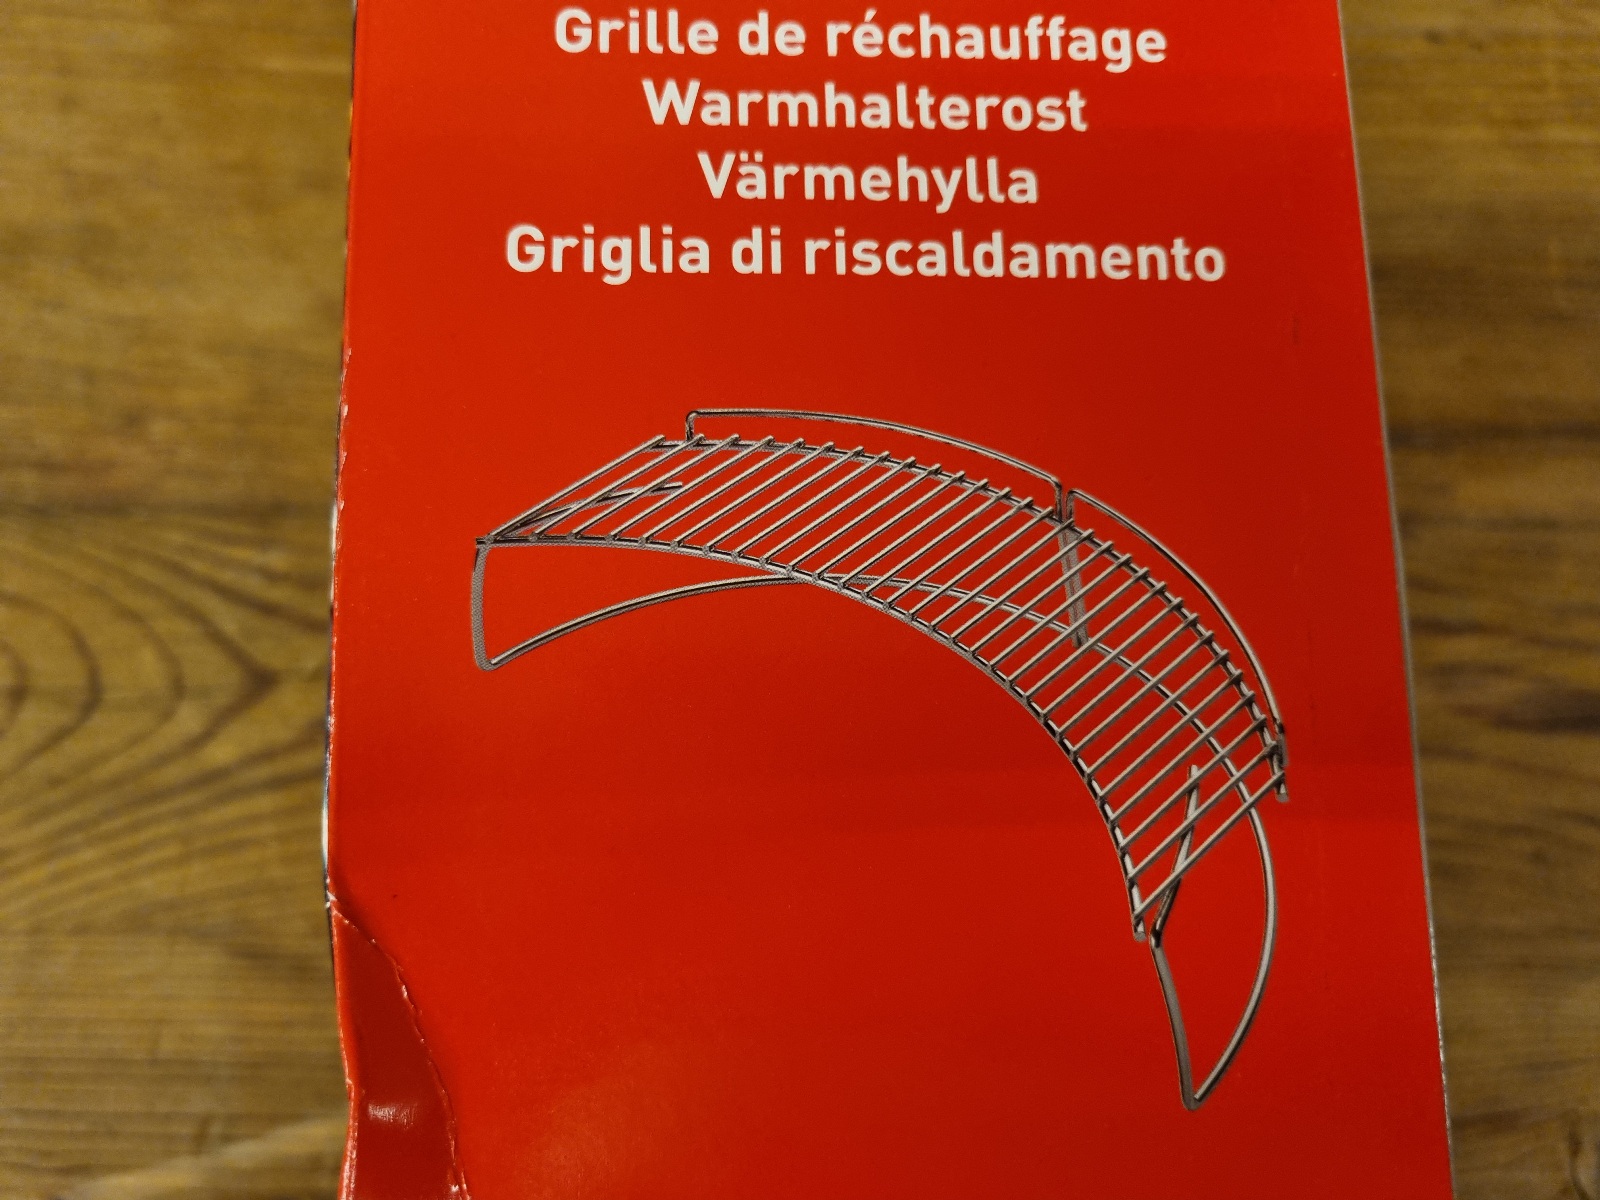 Grille de réchauffage
Warmhalterost
Värmehylla
Griglia di riscaldamento